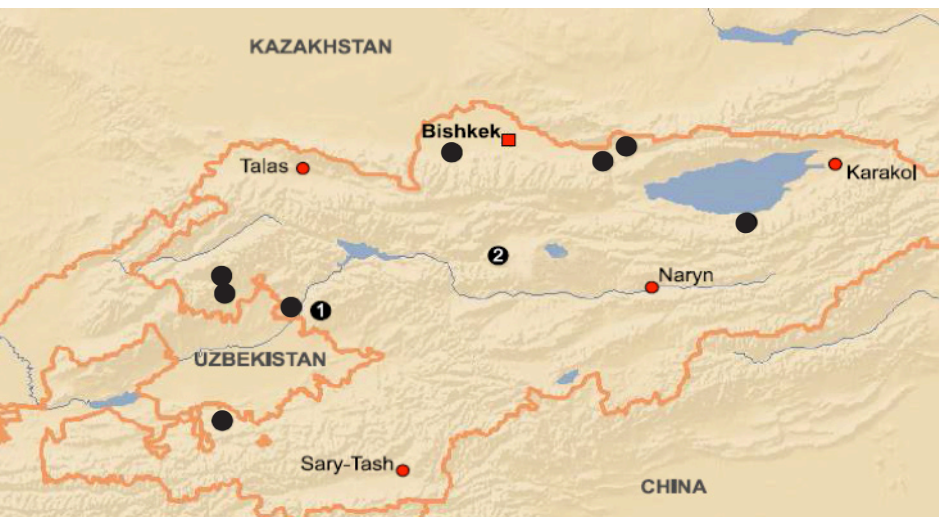 KAZAKHSTAN
Bishkek
Talas
Karakol
2
Naryn
1
UZBEKISTAN
Sary-Tash
CHINA